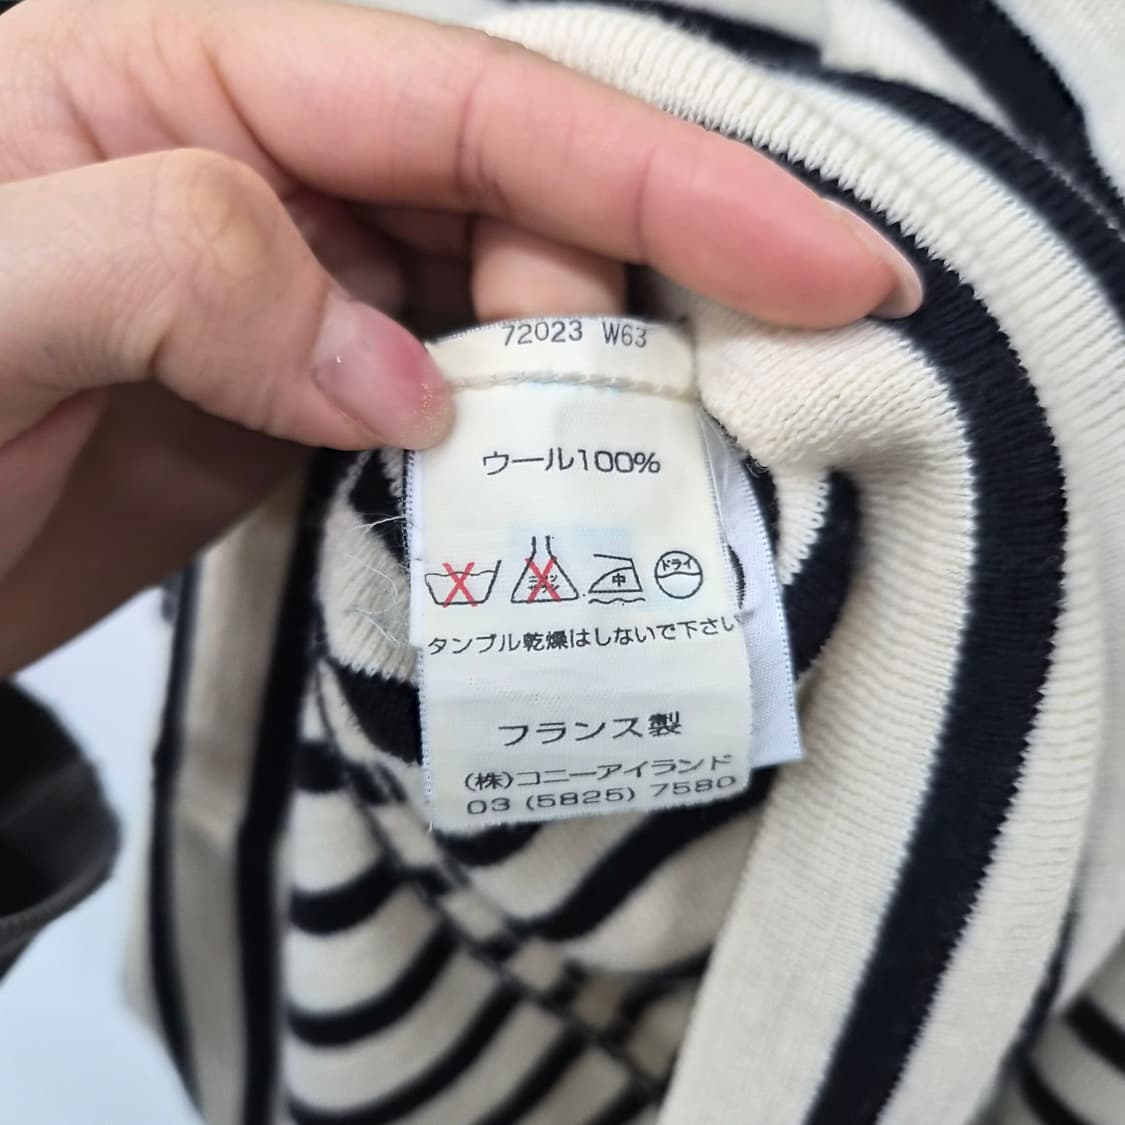 72023 W63
ウール100%
中 ドライ
タンブル乾燥はしないで下さい
フランス製
(株)コニーアイランド
03 (5825) 7580